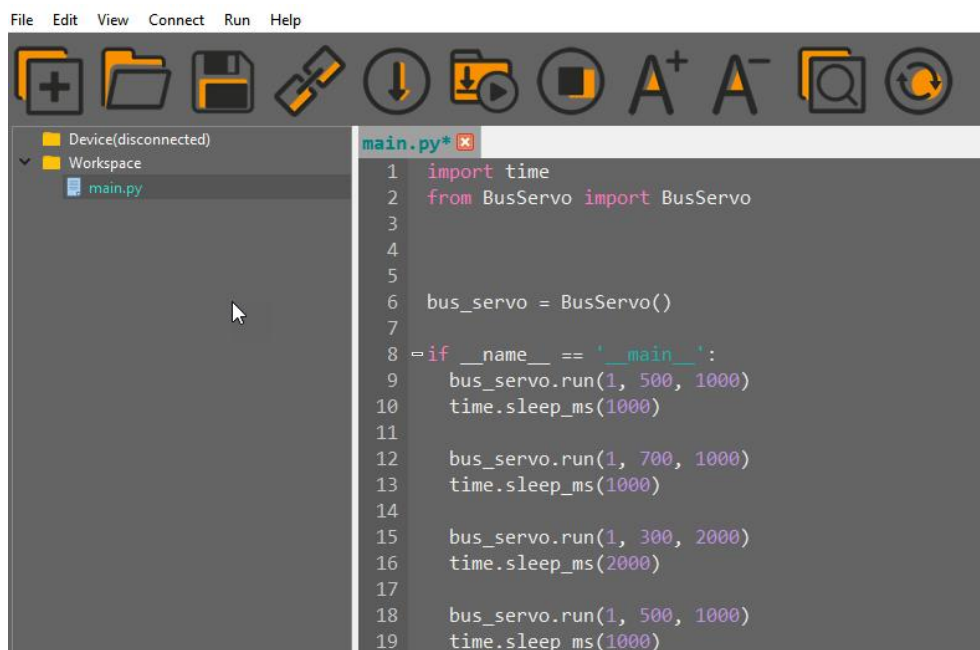 File Edit View Connect Run Help
A+ A-
Device(disconnected)
Workspace
main.py
main.py*
1 import time
2 from BusServo import BusServo
3
4
5
6 bus_servo = BusServo()
7
8 if __name__ == '__main__':
9 bus_servo.run(1, 500, 1000)
10 time.sleep_ms(1000)
11
12 bus_servo.run(1, 700, 1000)
13 time.sleep_ms(1000)
14
15 bus_servo.run(1, 300, 2000)
16 time.sleep_ms(2000)
17
18 bus_servo.run(1, 500, 1000)
19 time.sleep_ms(1000)